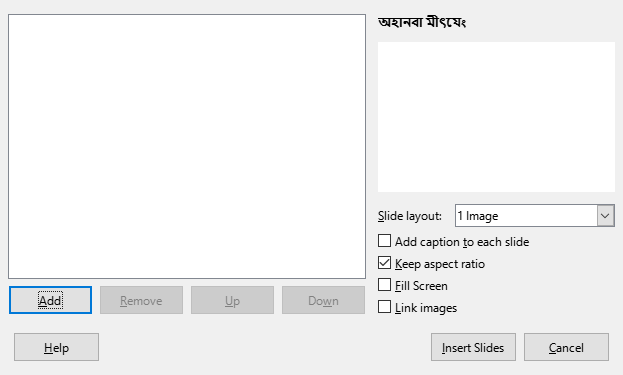 অহানবা মীৎযেং
Slide layout: 1 Image
Add caption to each slide
Keep aspect ratio
Fill Screen
Link images
Add Remove Up Down
Help Insert Slides Cancel